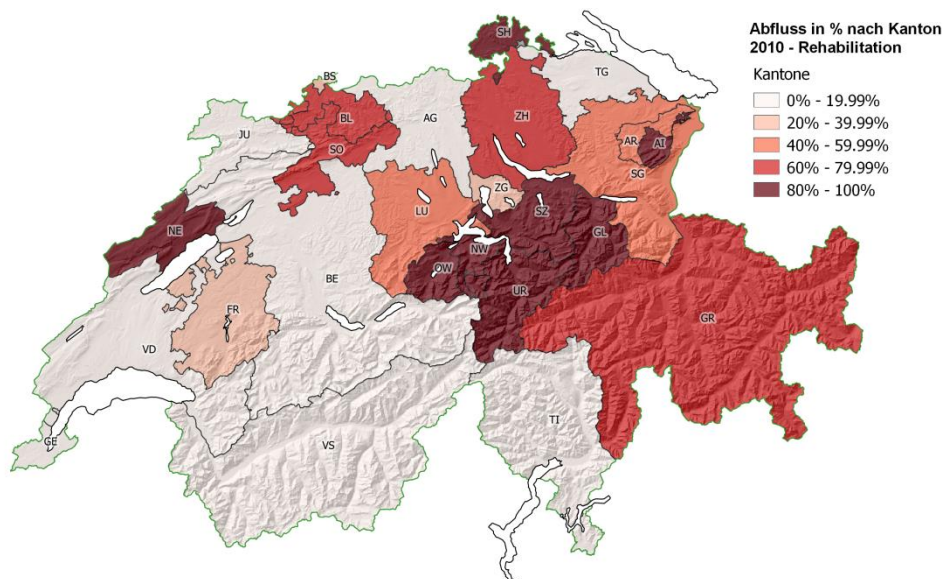 Abfluss in % nach Kanton
2010 - Rehabilitation
Kantone
0% - 19.99%
20% - 39.99%
40% - 59.99%
60% - 79.99%
80% - 100%
SH
BS
TG
BL
AG
ZH
JU
AR
AI
SO
SG
ZG
LU
SZ
NE
GL
NW
OW
BE
UR
FR
GR
VD
TI
GE
VS